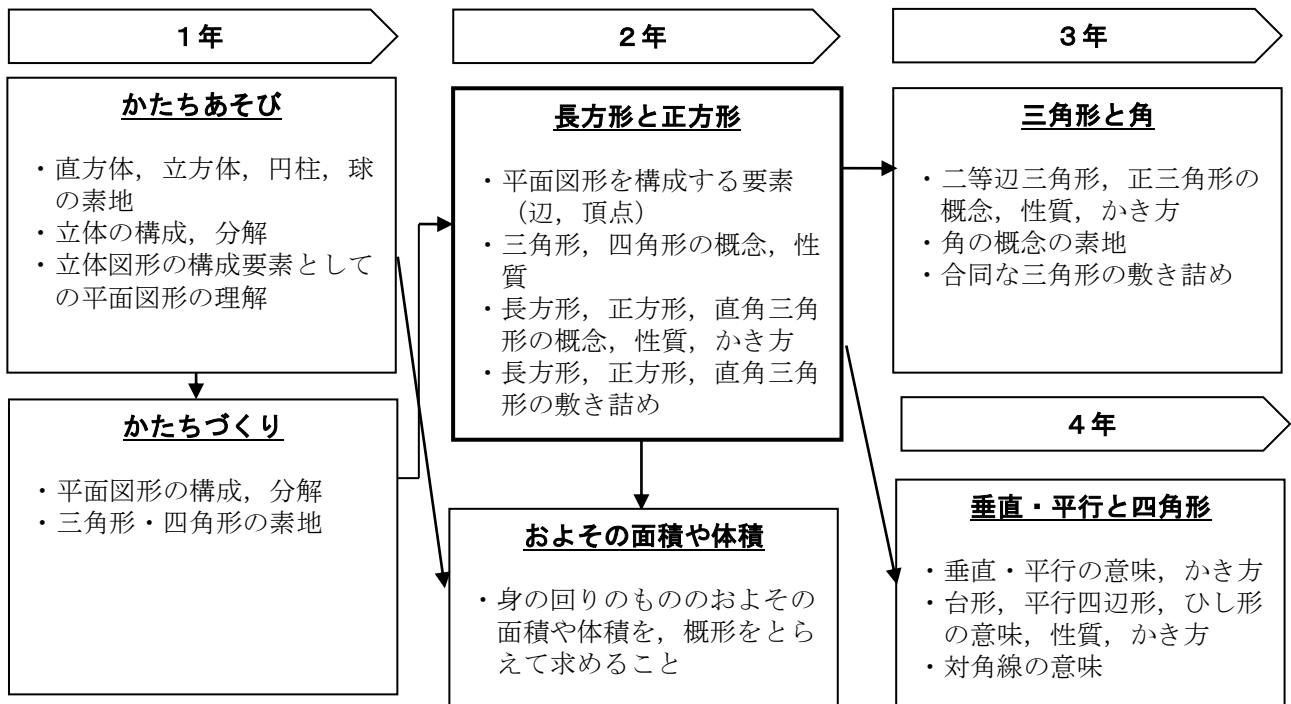 １年
かたちあそび
・直方体，立方体，円柱，球
の素地
・立体の構成，分解
・立体図形の構成要素として
の平面図形の理解
かたちづくり
・平面図形の構成，分解
・三角形・四角形の素地
２年
長方形と正方形
・平面図形を構成する要素
（辺，頂点）
・三角形，四角形の概念，性
質
・長方形，正方形，直角三角
形の概念，性質，かき方
・長方形，正方形，直角三角
形の敷き詰め
およその面積や体積
・身の回りのもののおよその
面積や体積を，概形をとら
えて求めること
３年
三角形と角
・二等辺三角形，正三角形の
概念，性質，かき方
・角の概念の素地
・合同な三角形の敷き詰め
４年
垂直・平行と四角形
・垂直・平行の意味，かき方
・台形，平行四辺形，ひし形
の意味，性質，かき方
・対角線の意味